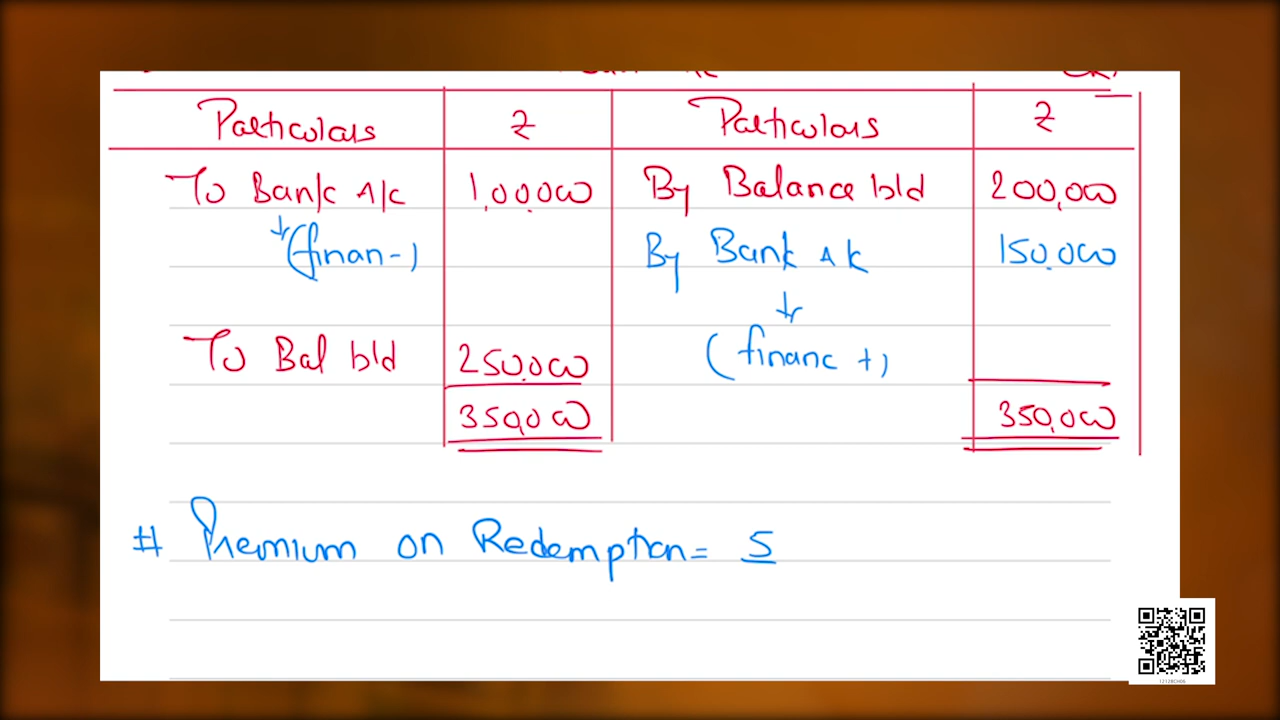 Particulars ₹ Particulars ₹
To Bank A/c 1,00,000 By Balance b/d 200,000
(finan-) By Bank A/c 150,000
To Bal b/d 250,000 (financ +)
350,000 350,000
# Premium on Redemption = 5
1212BCH06